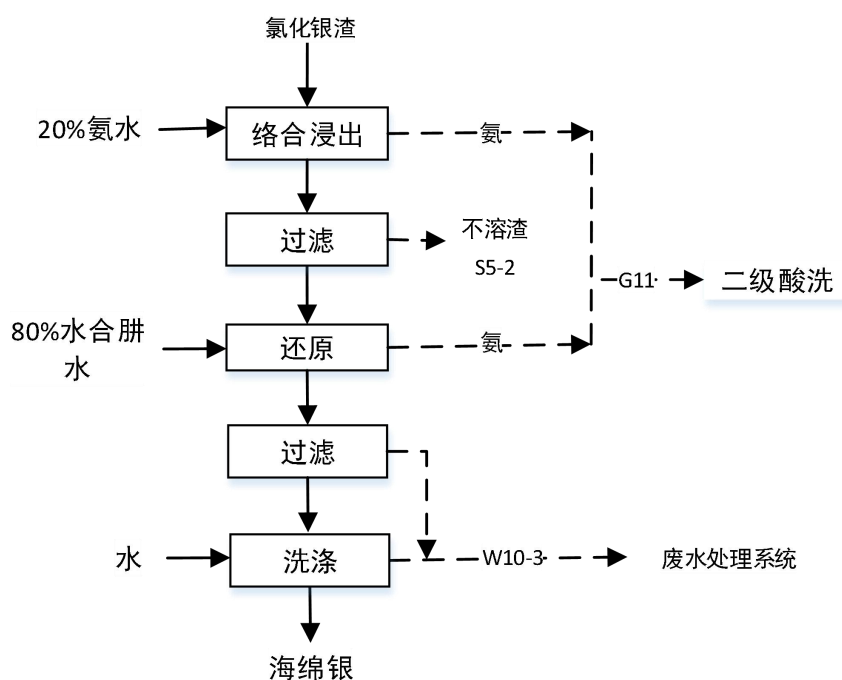 氯化银渣
20%氨水
络合浸出
氨
过滤
不溶渣
S5-2
G11
二级酸洗
80%水合肼
水
还原
氨
过滤
水
洗涤
W10-3
废水处理系统
海绵银